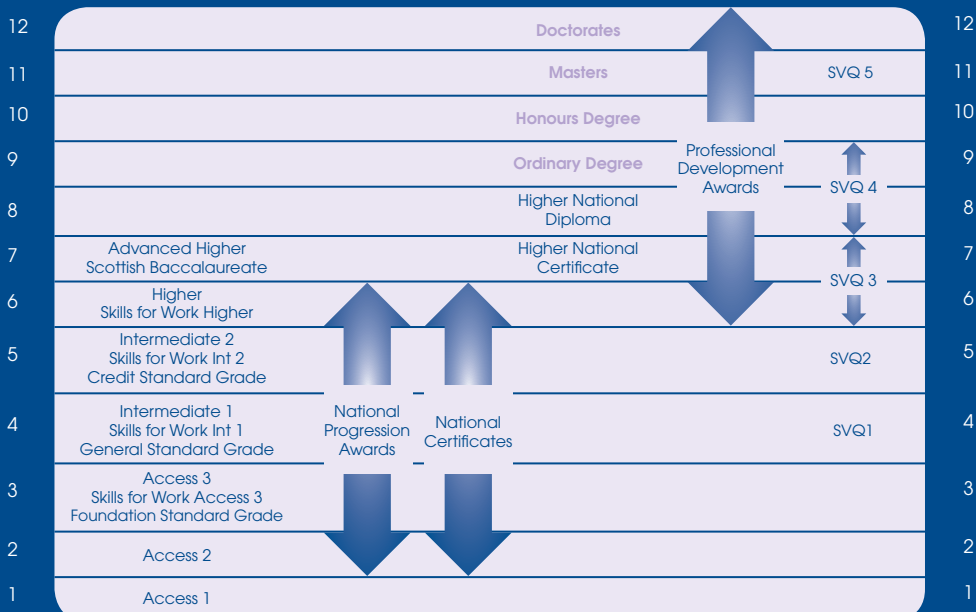 12
Doctorates
12
11
Masters
SVQ 5
11
10
Honours Degree
10
9
Ordinary Degree
Professional
Development
Awards
9
SVQ 4
8
Higher National
Diploma
8
7
Advanced Higher
Scottish Baccalaureate
Higher National
Certificate
7
SVQ 3
6
Higher
Skills for Work Higher
6
5
Intermediate 2
Skills for Work Int 2
Credit Standard Grade
SVQ2
5
4
Intermediate 1
Skills for Work Int 1
General Standard Grade
National
Progression
Awards
National
Certificates
SVQ1
4
3
Access 3
Skills for Work Access 3
Foundation Standard Grade
3
2
Access 2
2
1
Access 1
1